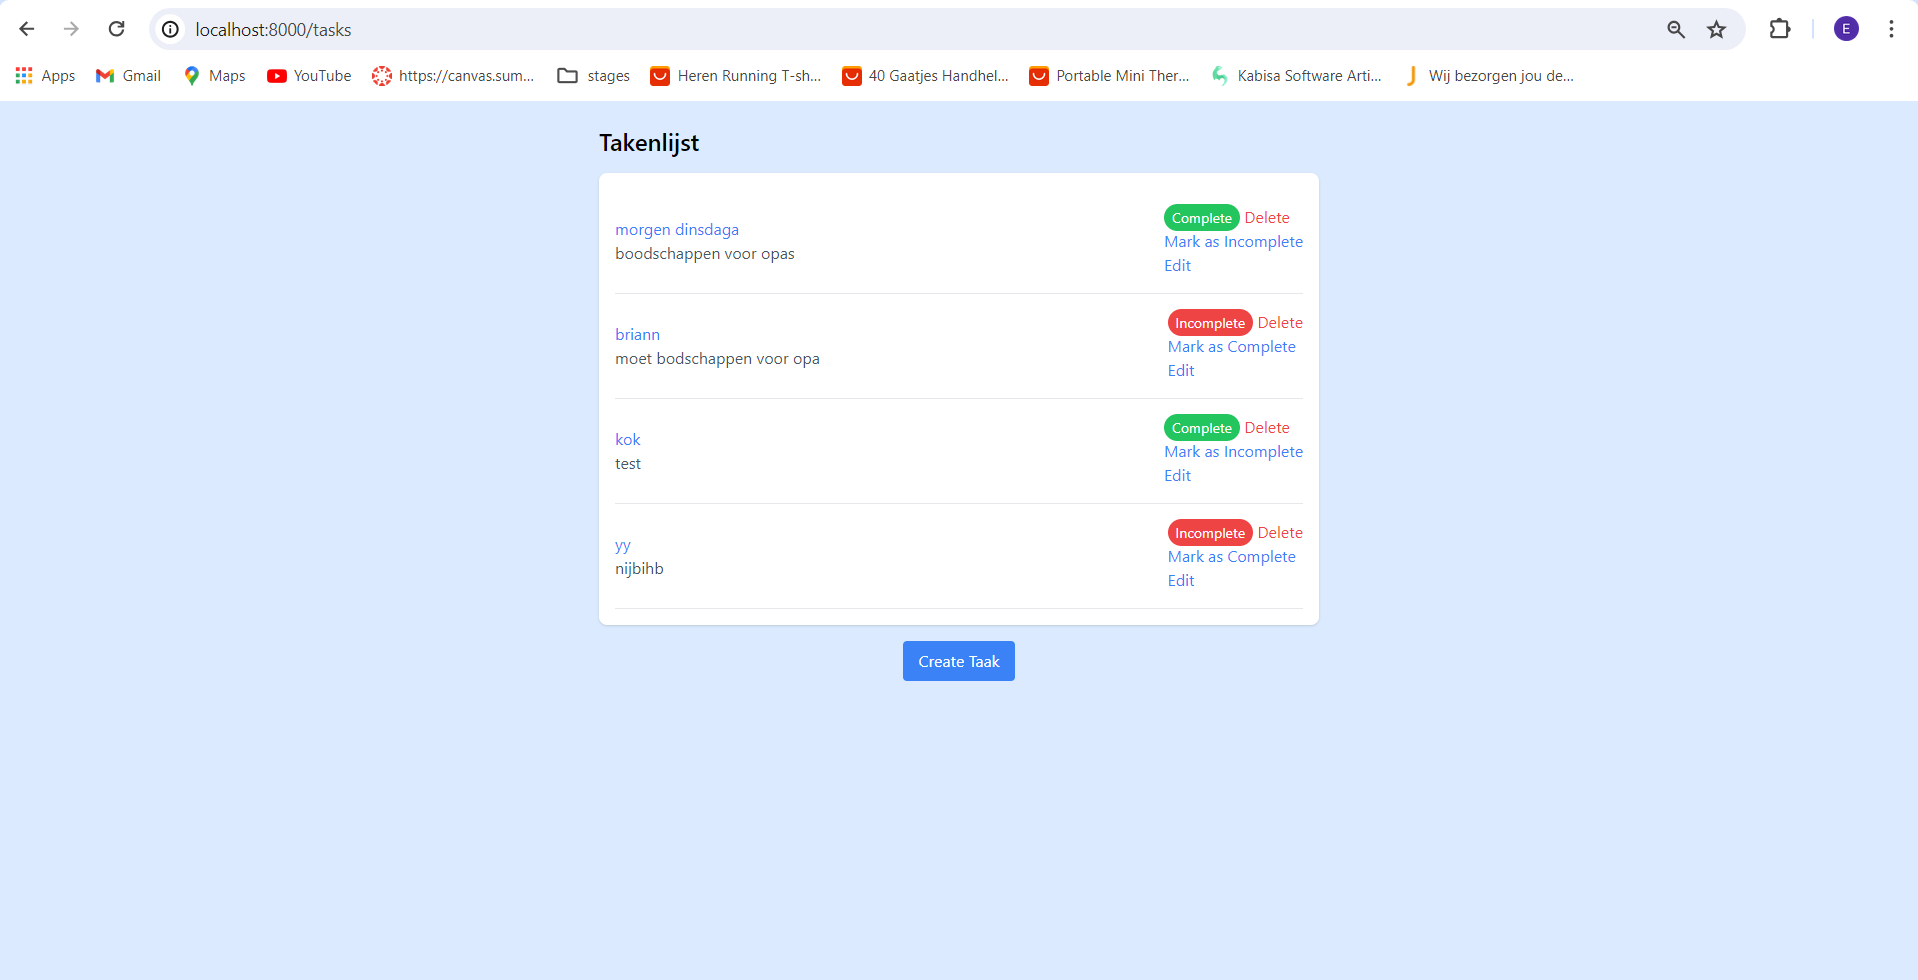 localhost:8000/tasks
E
Apps Gmail Maps YouTube https://canvas.sum... stages Heren Running T-sh... 40 Gaatjes Handhel... Portable Mini Ther... Kabisa Software Arti... Wij bezorgen jou de...
Takenlijst
morgen dinsdaga
boodschappen voor opas
Complete Delete
Mark as Incomplete
Edit
briann
moet bodschappen voor opa
Incomplete Delete
Mark as Complete
Edit
kok
test
Complete Delete
Mark as Incomplete
Edit
yy
nijbihb
Incomplete Delete
Mark as Complete
Edit
Create Taak